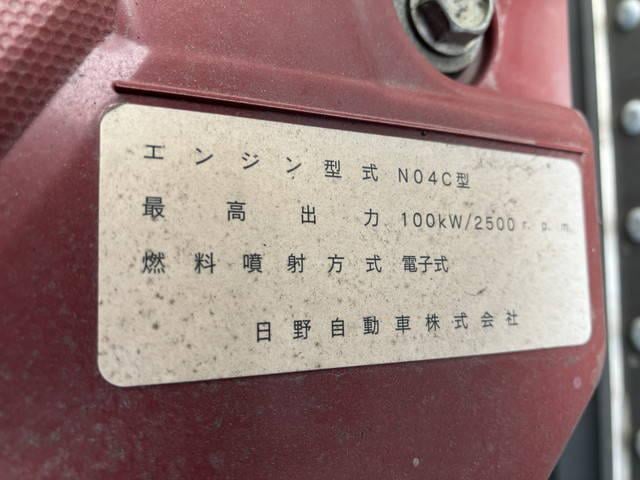 エンジン型式 N04C型
最高出力 100kW/2500 r.p.m.
燃料噴射方式 電子式
日野自動車株式会社